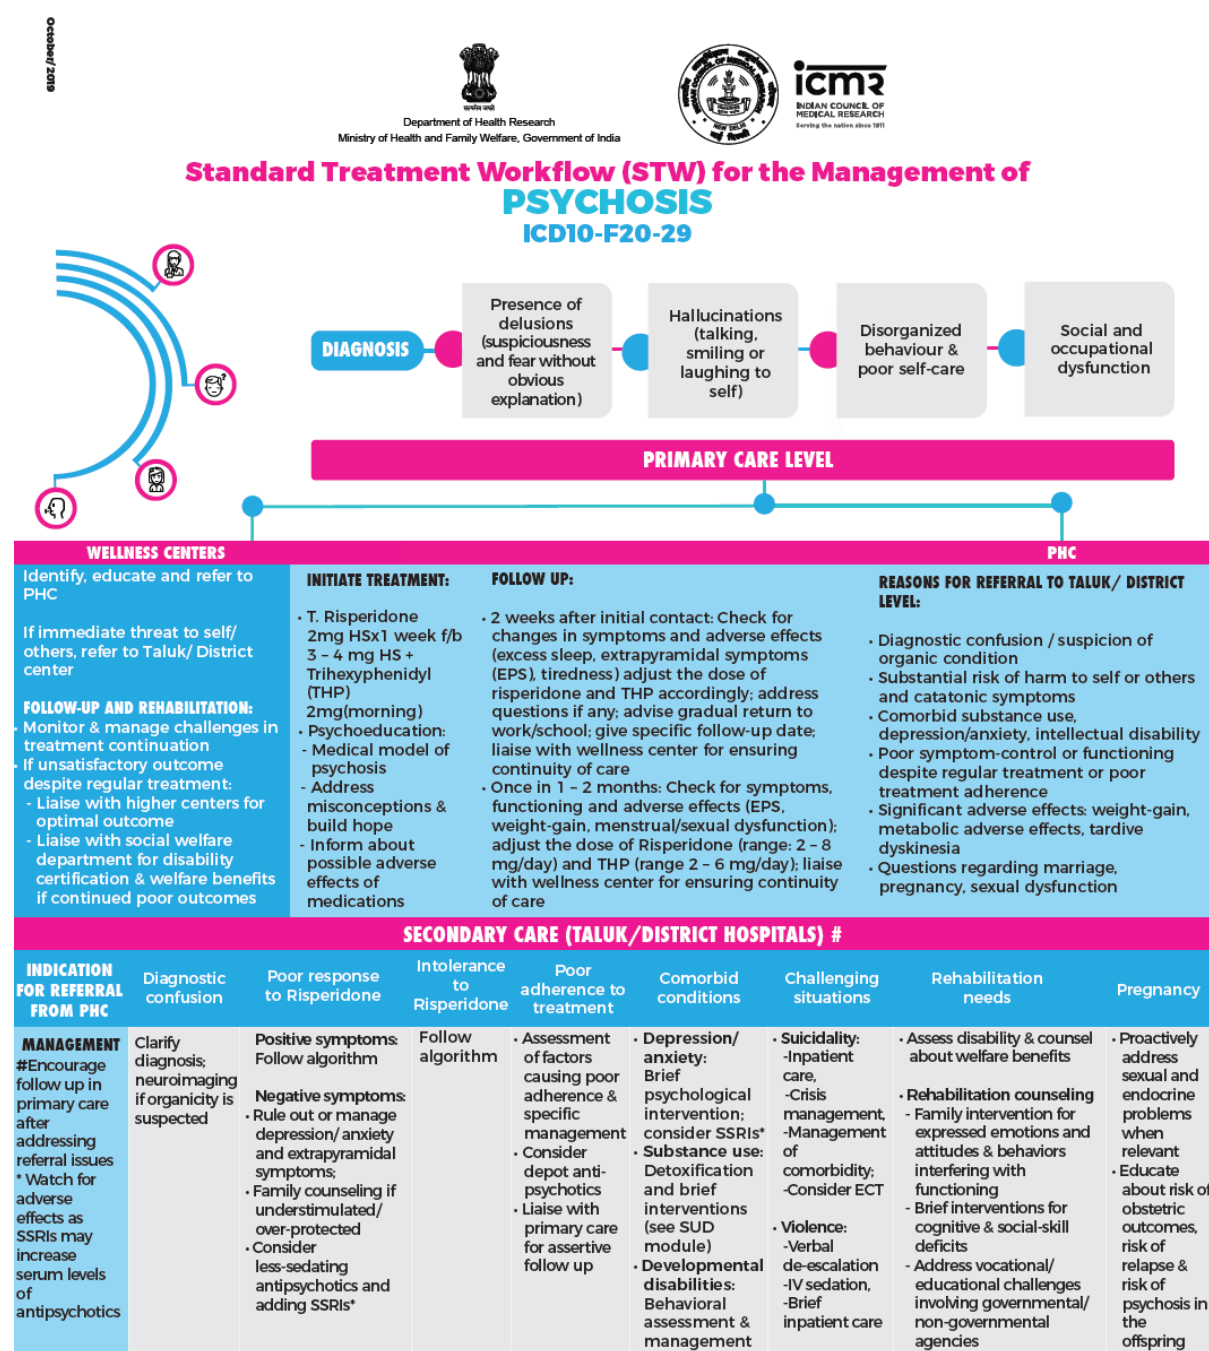 October/ 2019
सत्यमेव जयते
Department of Health Research
Ministry of Health and Family Welfare, Government of India
INDIAN COUNCIL OF MEDICAL RESEARCH
NEW DELHI
नई दिल्ली
icmr
INDIAN COUNCIL OF
MEDICAL RESEARCH
Serving the nation since 1911
Standard Treatment Workflow (STW) for the Management of
PSYCHOSIS
ICD10-F20-29
DIAGNOSIS
Presence of
delusions
(suspiciousness
and fear without
obvious
explanation)
Hallucinations
(talking,
smiling or
laughing to
self)
Disorganized
behaviour &
poor self-care
Social and
occupational
dysfunction
PRIMARY CARE LEVEL
WELLNESS CENTERS
Identify, educate and refer to
PHC
If immediate threat to self/
others, refer to Taluk/ District
center
FOLLOW-UP AND REHABILITATION:
• Monitor & manage challenges in
treatment continuation
• If unsatisfactory outcome
despite regular treatment:
- Liaise with higher centers for
optimal outcome
- Liaise with social welfare
department for disability
certification & welfare benefits
if continued poor outcomes
PHC
INITIATE TREATMENT:
• T. Risperidone
2mg HSx1 week f/b
3 – 4 mg HS +
Trihexyphenidyl
(THP)
2mg(morning)
• Psychoeducation:
- Medical model of
psychosis
- Address
misconceptions &
build hope
- Inform about
possible adverse
effects of
medications
FOLLOW UP:
• 2 weeks after initial contact: Check for
changes in symptoms and adverse effects
(excess sleep, extrapyramidal symptoms
(EPS), tiredness) adjust the dose of
risperidone and THP accordingly; address
questions if any; advise gradual return to
work/school; give specific follow-up date;
liaise with wellness center for ensuring
continuity of care
• Once in 1 – 2 months: Check for symptoms,
functioning and adverse effects (EPS,
weight-gain, menstrual/sexual dysfunction);
adjust the dose of Risperidone (range: 2 – 8
mg/day) and THP (range 2 – 6 mg/day); liaise
with wellness center for ensuring continuity
of care
REASONS FOR REFERRAL TO TALUK/ DISTRICT
LEVEL:
• Diagnostic confusion / suspicion of
organic condition
• Substantial risk of harm to self or others
and catatonic symptoms
• Comorbid substance use,
depression/anxiety, intellectual disability
• Poor symptom-control or functioning
despite regular treatment or poor
treatment adherence
• Significant adverse effects: weight-gain,
metabolic adverse effects, tardive
dyskinesia
• Questions regarding marriage,
pregnancy, sexual dysfunction
SECONDARY CARE (TALUK/DISTRICT HOSPITALS) #
INDICATION
FOR REFERRAL
FROM PHC
Diagnostic
confusion
Poor response
to Risperidone
Intolerance
to
Risperidone
Poor
adherence to
treatment
Comorbid
conditions
Challenging
situations
Rehabilitation
needs
Pregnancy
MANAGEMENT
#Encourage
follow up in
primary care
after
addressing
referral issues
* Watch for
adverse
effects as
SSRIs may
increase
serum levels
of
antipsychotics
Clarify
diagnosis;
neuroimaging
if organicity is
suspected
Positive symptoms:
Follow algorithm
Negative symptoms:
• Rule out or manage
depression/ anxiety
and extrapyramidal
symptoms;
• Family counseling if
understimulated/
over-protected
• Consider
less-sedating
antipsychotics and
adding SSRIs*
Follow
algorithm
• Assessment
of factors
causing poor
adherence &
specific
management
• Consider
depot anti-
psychotics
• Liaise with
primary care
for assertive
follow up
• Depression/
anxiety:
Brief
psychological
intervention;
consider SSRIs*
• Substance use:
Detoxification
and brief
interventions
(see SUD
module)
• Developmental
disabilities:
Behavioral
assessment &
management
• Suicidality:
-Inpatient
care,
-Crisis
management,
-Management
of
comorbidity;
-Consider ECT
• Violence:
-Verbal
de-escalation
-IV sedation,
-Brief
inpatient care
• Assess disability & counsel
about welfare benefits
• Rehabilitation counseling
- Family intervention for
expressed emotions and
attitudes & behaviors
interfering with
functioning
- Brief interventions for
cognitive & social-skill
deficits
- Address vocational/
educational challenges
involving governmental/
non-governmental
agencies
• Proactively
address
sexual and
endocrine
problems
when
relevant
• Educate
about risk of
obstetric
outcomes,
risk of
relapse &
risk of
psychosis in
the
offspring